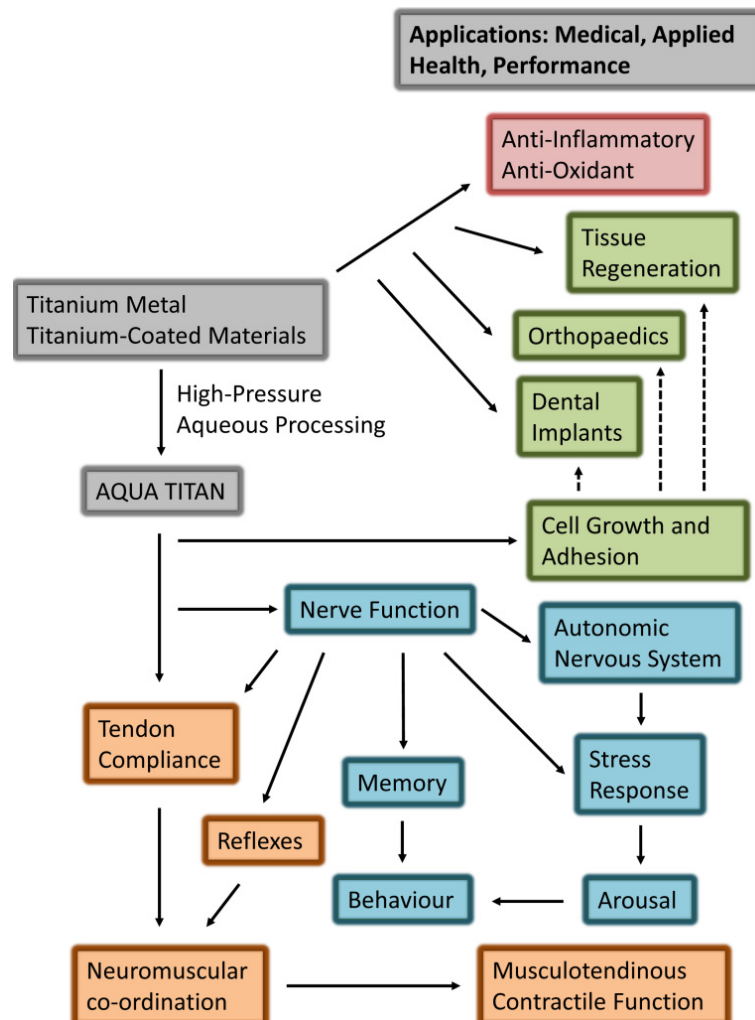 Applications: Medical, Applied
Health, Performance
Anti-Inflammatory
Anti-Oxidant
Tissue
Regeneration
Titanium Metal
Titanium-Coated Materials
Orthopaedics
High-Pressure
Aqueous Processing
Dental
Implants
AQUA TITAN
Cell Growth and
Adhesion
Nerve Function
Autonomic
Nervous System
Tendon
Compliance
Memory
Stress
Response
Reflexes
Behaviour
Arousal
Neuromuscular
co-ordination
Musculotendinous
Contractile Function